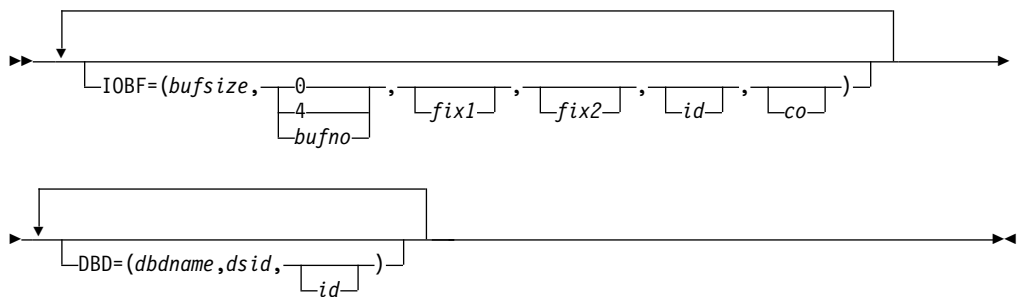 IOBF=(bufsize,0,fix1,fix2,id,co)
4
bufno
DBD=(dbdname,dsid,id)